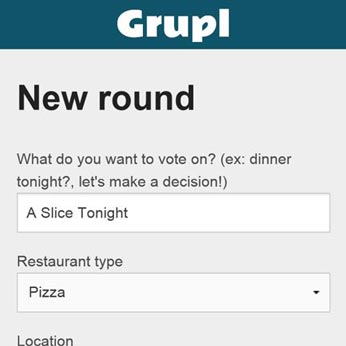 Grupl
New round
What do you want to vote on? (ex: dinner
tonight?, let's make a decision!)
A Slice Tonight
Restaurant type
Pizza
Location